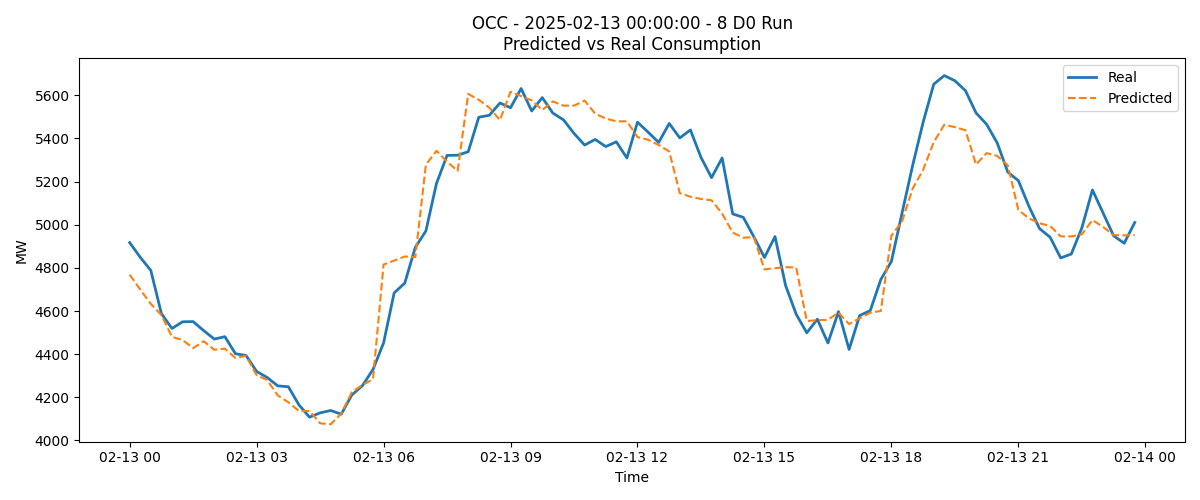 OCC - 2025-02-13 00:00:00 - 8 D0 Run
Predicted vs Real Consumption
Real
Predicted
MW
5600
5400
5200
5000
4800
4600
4400
4200
4000
02-13 00 02-13 03 02-13 06 02-13 09 02-13 12 02-13 15 02-13 18 02-13 21 02-14 00
Time